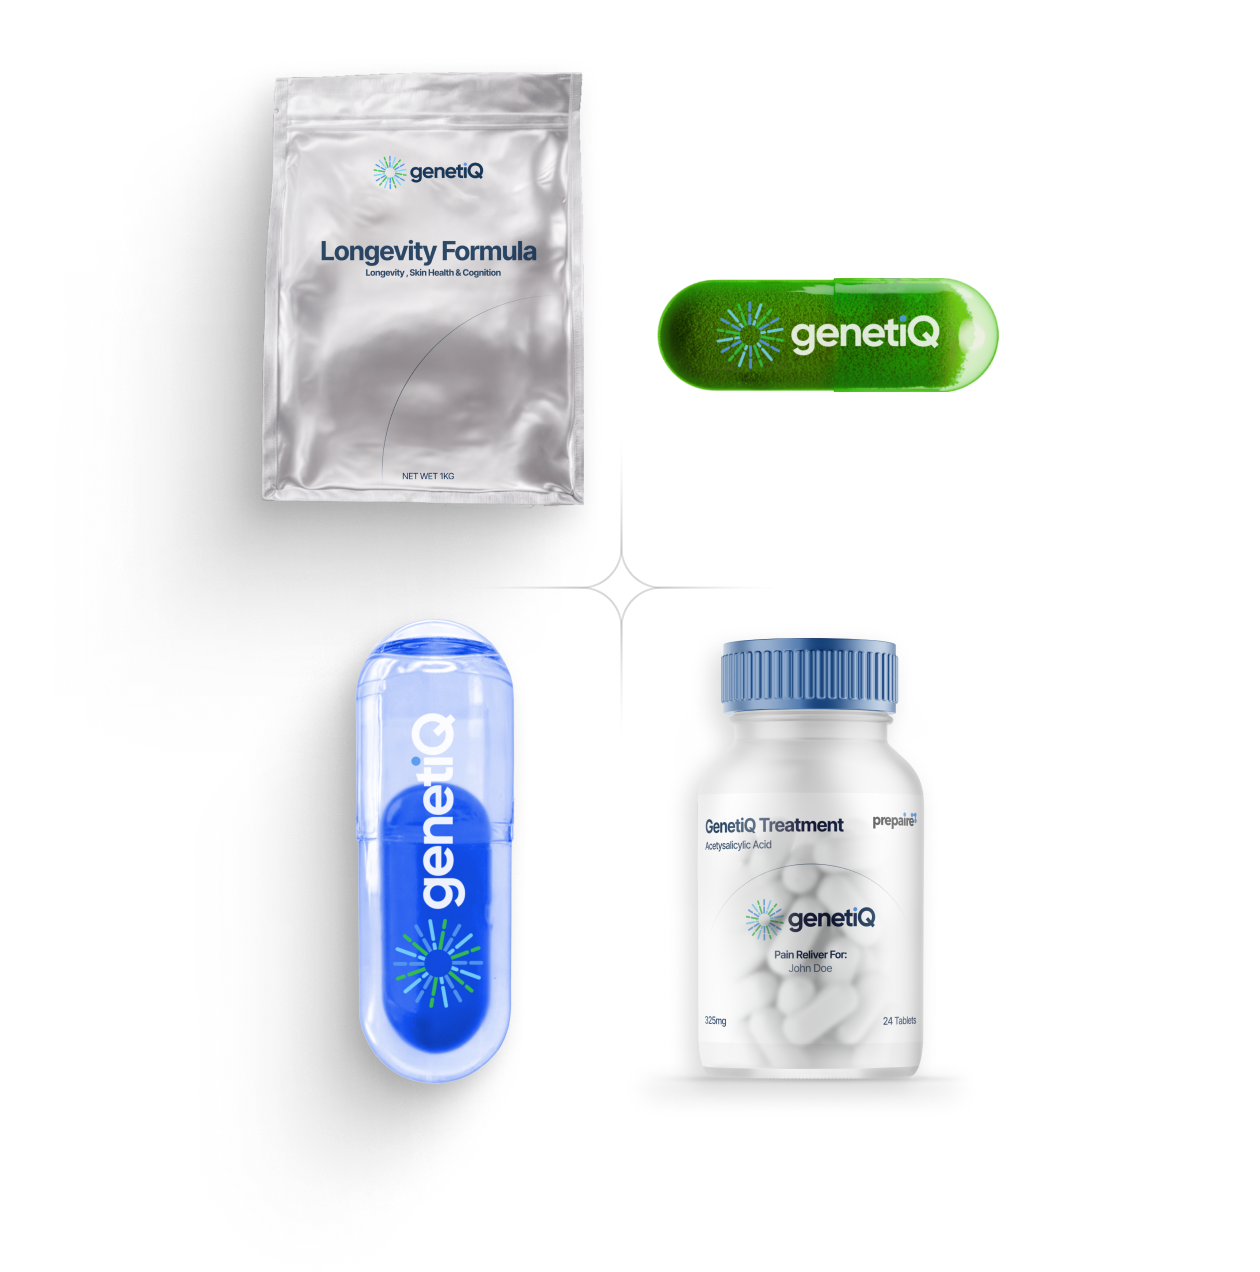 genetiQ
Longevity Formula
Longevity , Skin Health & Cognition
NET WET 1KG
genetiQ
genetiQ
GenetiQ Treatment
prepaire
Acetysalicylic Acid
genetiQ
Pain Reliver For:
John Doe
325mg
24 Tablets